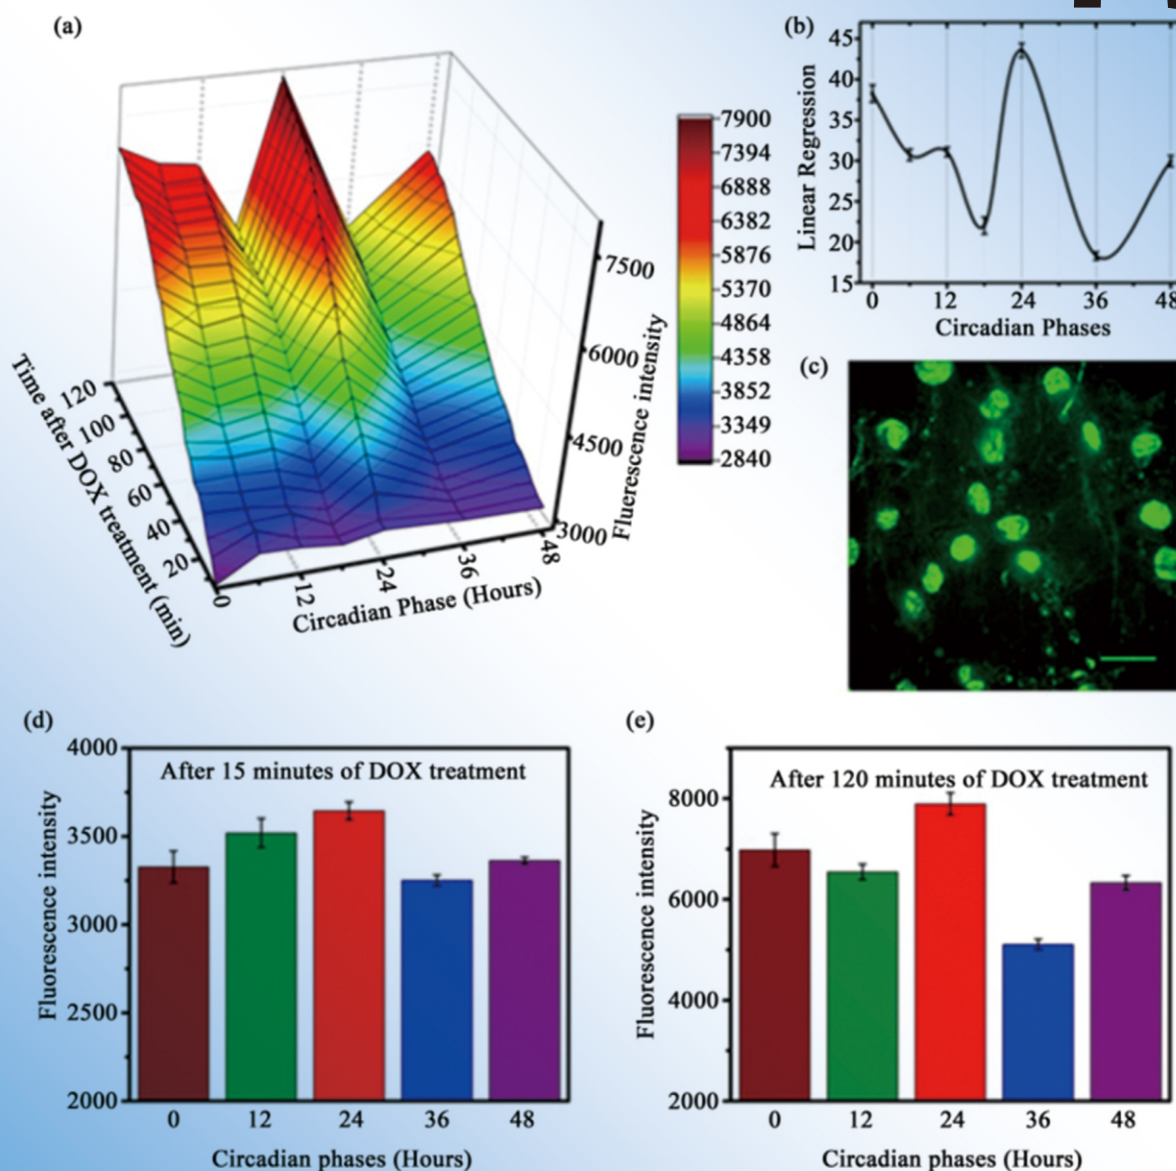 (a)
Time after DOX treatment (min)
120
100
80
60
40
20
0
12
24
36
48
Circadian Phase (Hours)
7500
6000
4500
3000
Fluerescence intensity
7900
7394
6888
6382
5876
5370
4864
4358
3852
3349
2840
(b)
Linear Regression
45
40
35
30
25
20
15
0 12 24 36 48
Circadian Phases
(c)
(d)
Fluorescence intensity
4000
3500
3000
2500
2000
After 15 minutes of DOX treatment
0 12 24 36 48
Circadian phases (Hours)
(e)
Fluorescence intensity
8000
6000
4000
2000
After 120 minutes of DOX treatment
0 12 24 36 48
Circadian phases (Hours)